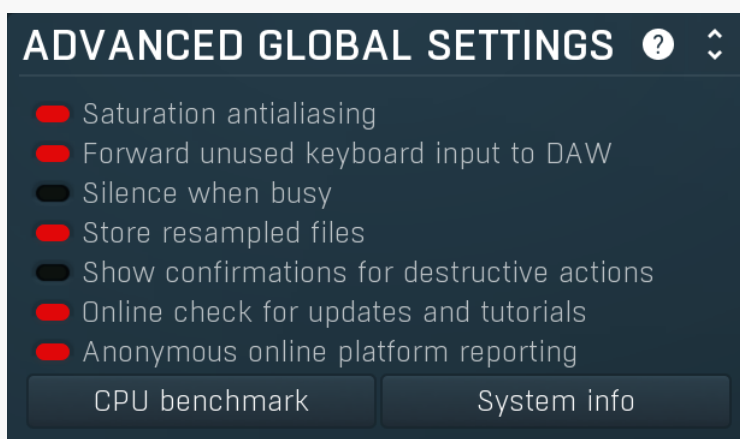 ADVANCED GLOBAL SETTINGS ?
Saturation antialiasing
Forward unused keyboard input to DAW
Silence when busy
Store resampled files
Show confirmations for destructive actions
Online check for updates and tutorials
Anonymous online platform reporting
CPU benchmark System info